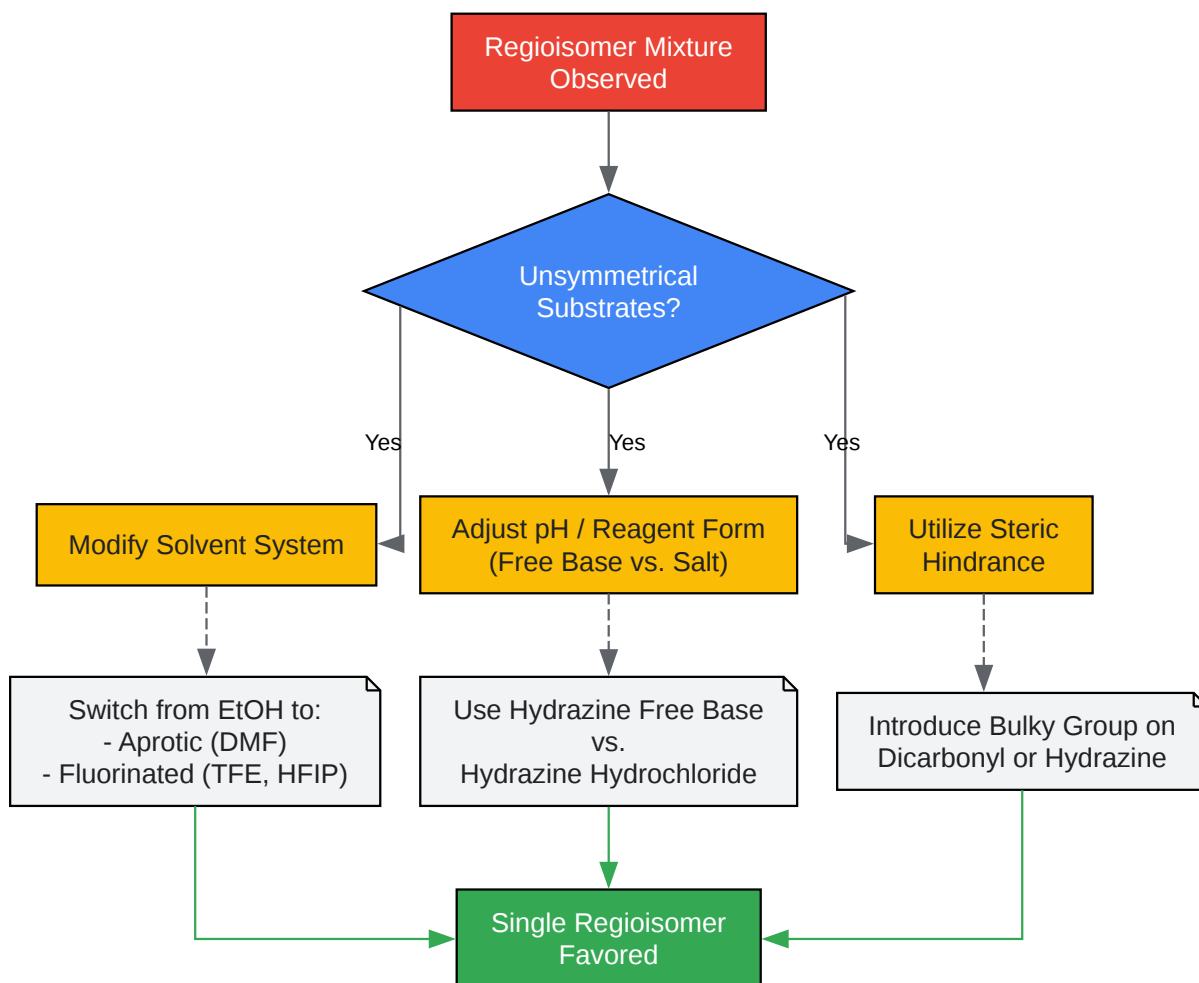 Regioisomer Mixture
Observed
Unsymmetrical
Substrates?
Yes
Yes
Yes
Modify Solvent System
Adjust pH / Reagent Form
(Free Base vs. Salt)
Utilize Steric
Hindrance
Switch from EtOH to:
- Aprotic (DMF)
- Fluorinated (TFE, HFIP)
Use Hydrazine Free Base
vs.
Hydrazine Hydrochloride
Introduce Bulky Group on
Dicarbonyl or Hydrazine
Single Regioisomer
Favored